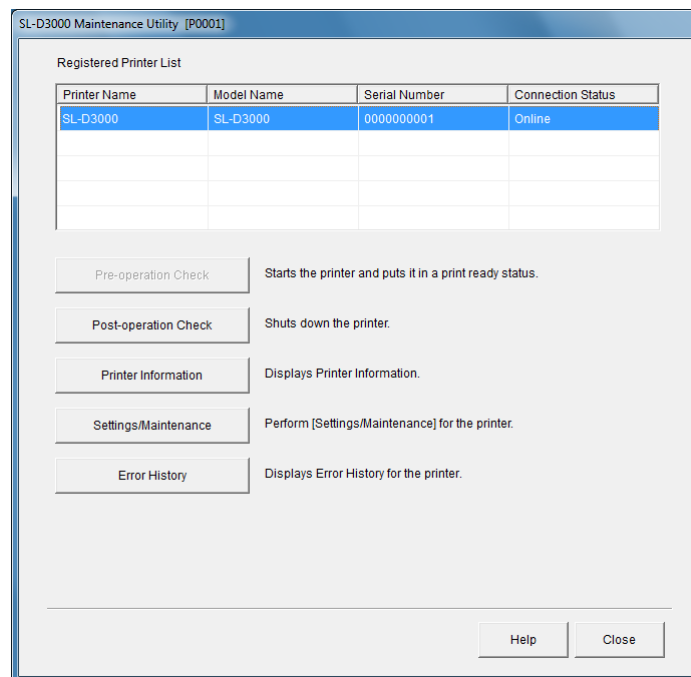 SL-D3000 Maintenance Utility [P0001]
Registered Printer List
Printer Name Model Name Serial Number Connection Status
SL-D3000 SL-D3000 0000000001 Online
Pre-operation Check Starts the printer and puts it in a print ready status.
Post-operation Check Shuts down the printer.
Printer Information Displays Printer Information.
Settings/Maintenance Perform [Settings/Maintenance] for the printer.
Error History Displays Error History for the printer.
Help Close